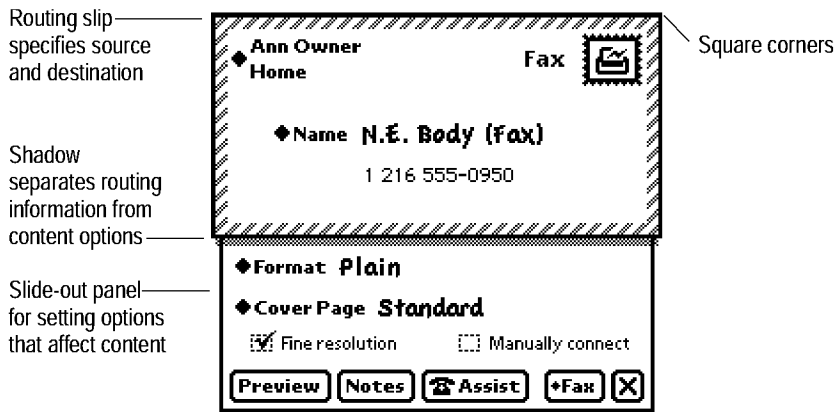 Routing slip
specifies source
and destination
Ann Owner
Home
Fax
Square corners
Name N.E. Body (Fax)
1 216 555-0950
Shadow
separates routing
information from
content options
Format Plain
Cover Page Standard
Fine resolution
Manually connect
Slide-out panel
for setting options
that affect content
Preview Notes Assist Fax X